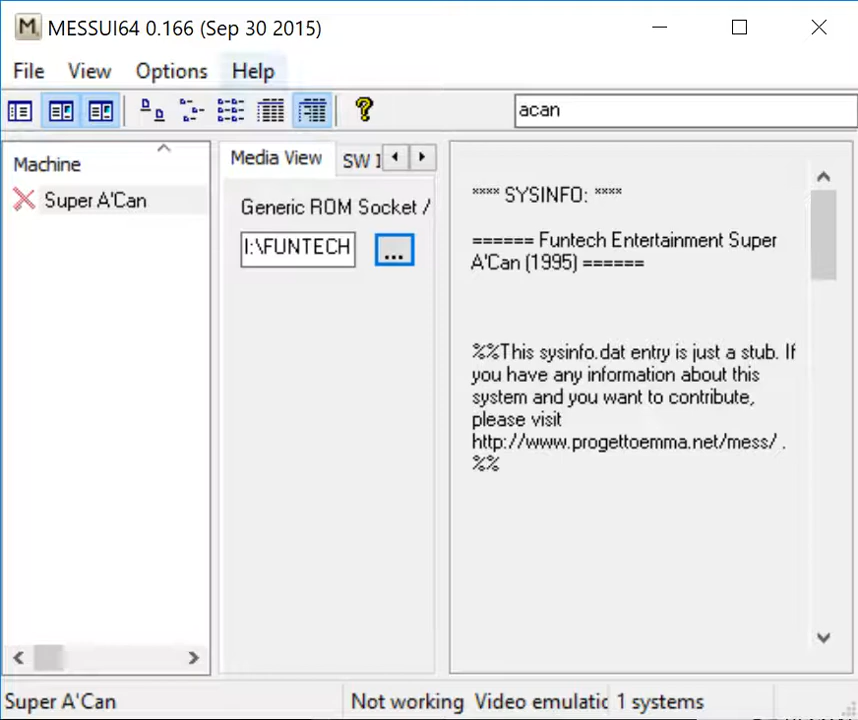 MESSUI64 0.166 (Sep 30 2015)
File View Options Help
acan
Machine
Super A'Can
Media View
SW
Generic ROM Socket /
I:\FUNTECH
...
**** SYSINFO: ****
====== Funtech Entertainment Super
A'Can (1995) ======
%%This sysinfo.dat entry is just a stub. If
you have any information about this
system and you want to contribute,
please visit
http://www.progettoemma.net/mess/ .
%%
Super A'Can
Not working
Video emulatic
1 systems